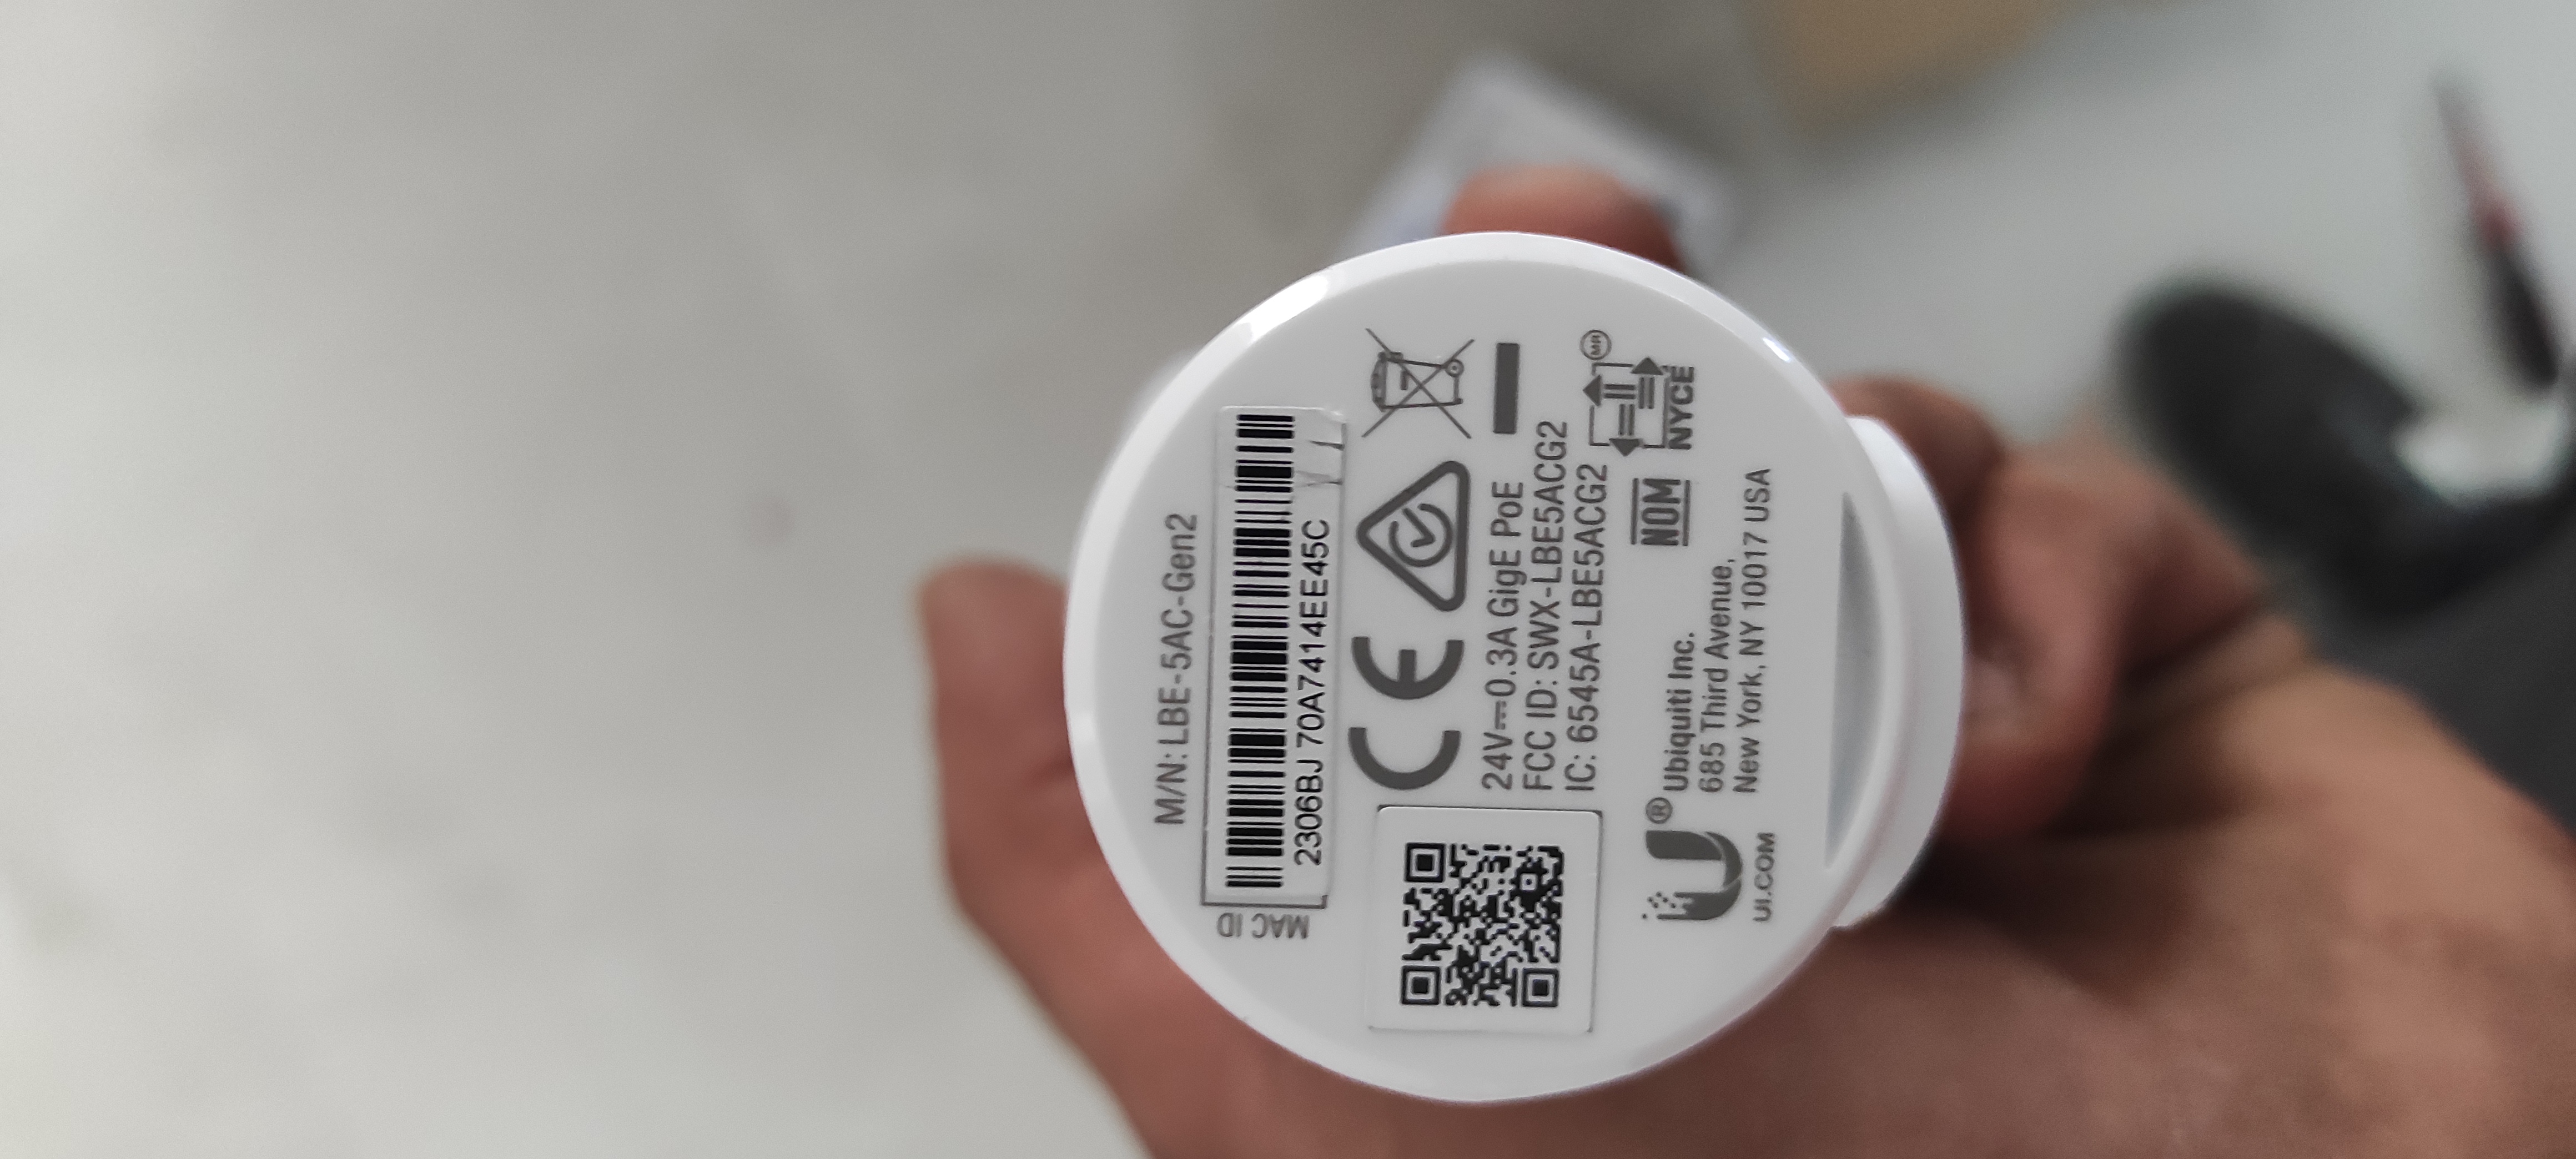 M/N: LBE-5AC-Gen2
MAC ID
2306BJ 70A7414EE45C
24V⎓0.3A GigE PoE
FCC ID: SWX-LBE5ACG2
IC: 6545A-LBE5ACG2
NOM
NYCE
MR
U® Ubiquiti Inc.
685 Third Avenue,
New York, NY 10017 USA
UI.COM